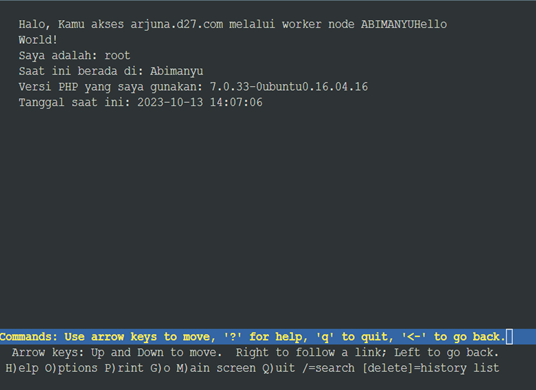 Halo, Kamu akses arjuna.d27.com melalui worker node ABIMANYUHello
World!
Saya adalah: root
Saat ini berada di: Abimanyu
Versi PHP yang saya gunakan: 7.0.33-0ubuntu0.16.04.16
Tanggal saat ini: 2023-10-13 14:07:06
Commands: Use arrow keys to move, '?' for help, 'q' to quit, '<-' to go back.
Arrow keys: Up and Down to move.  Right to follow a link; Left to go back.
H)elp O)ptions P)rint G)o M)ain screen Q)uit /=search [delete]=history list